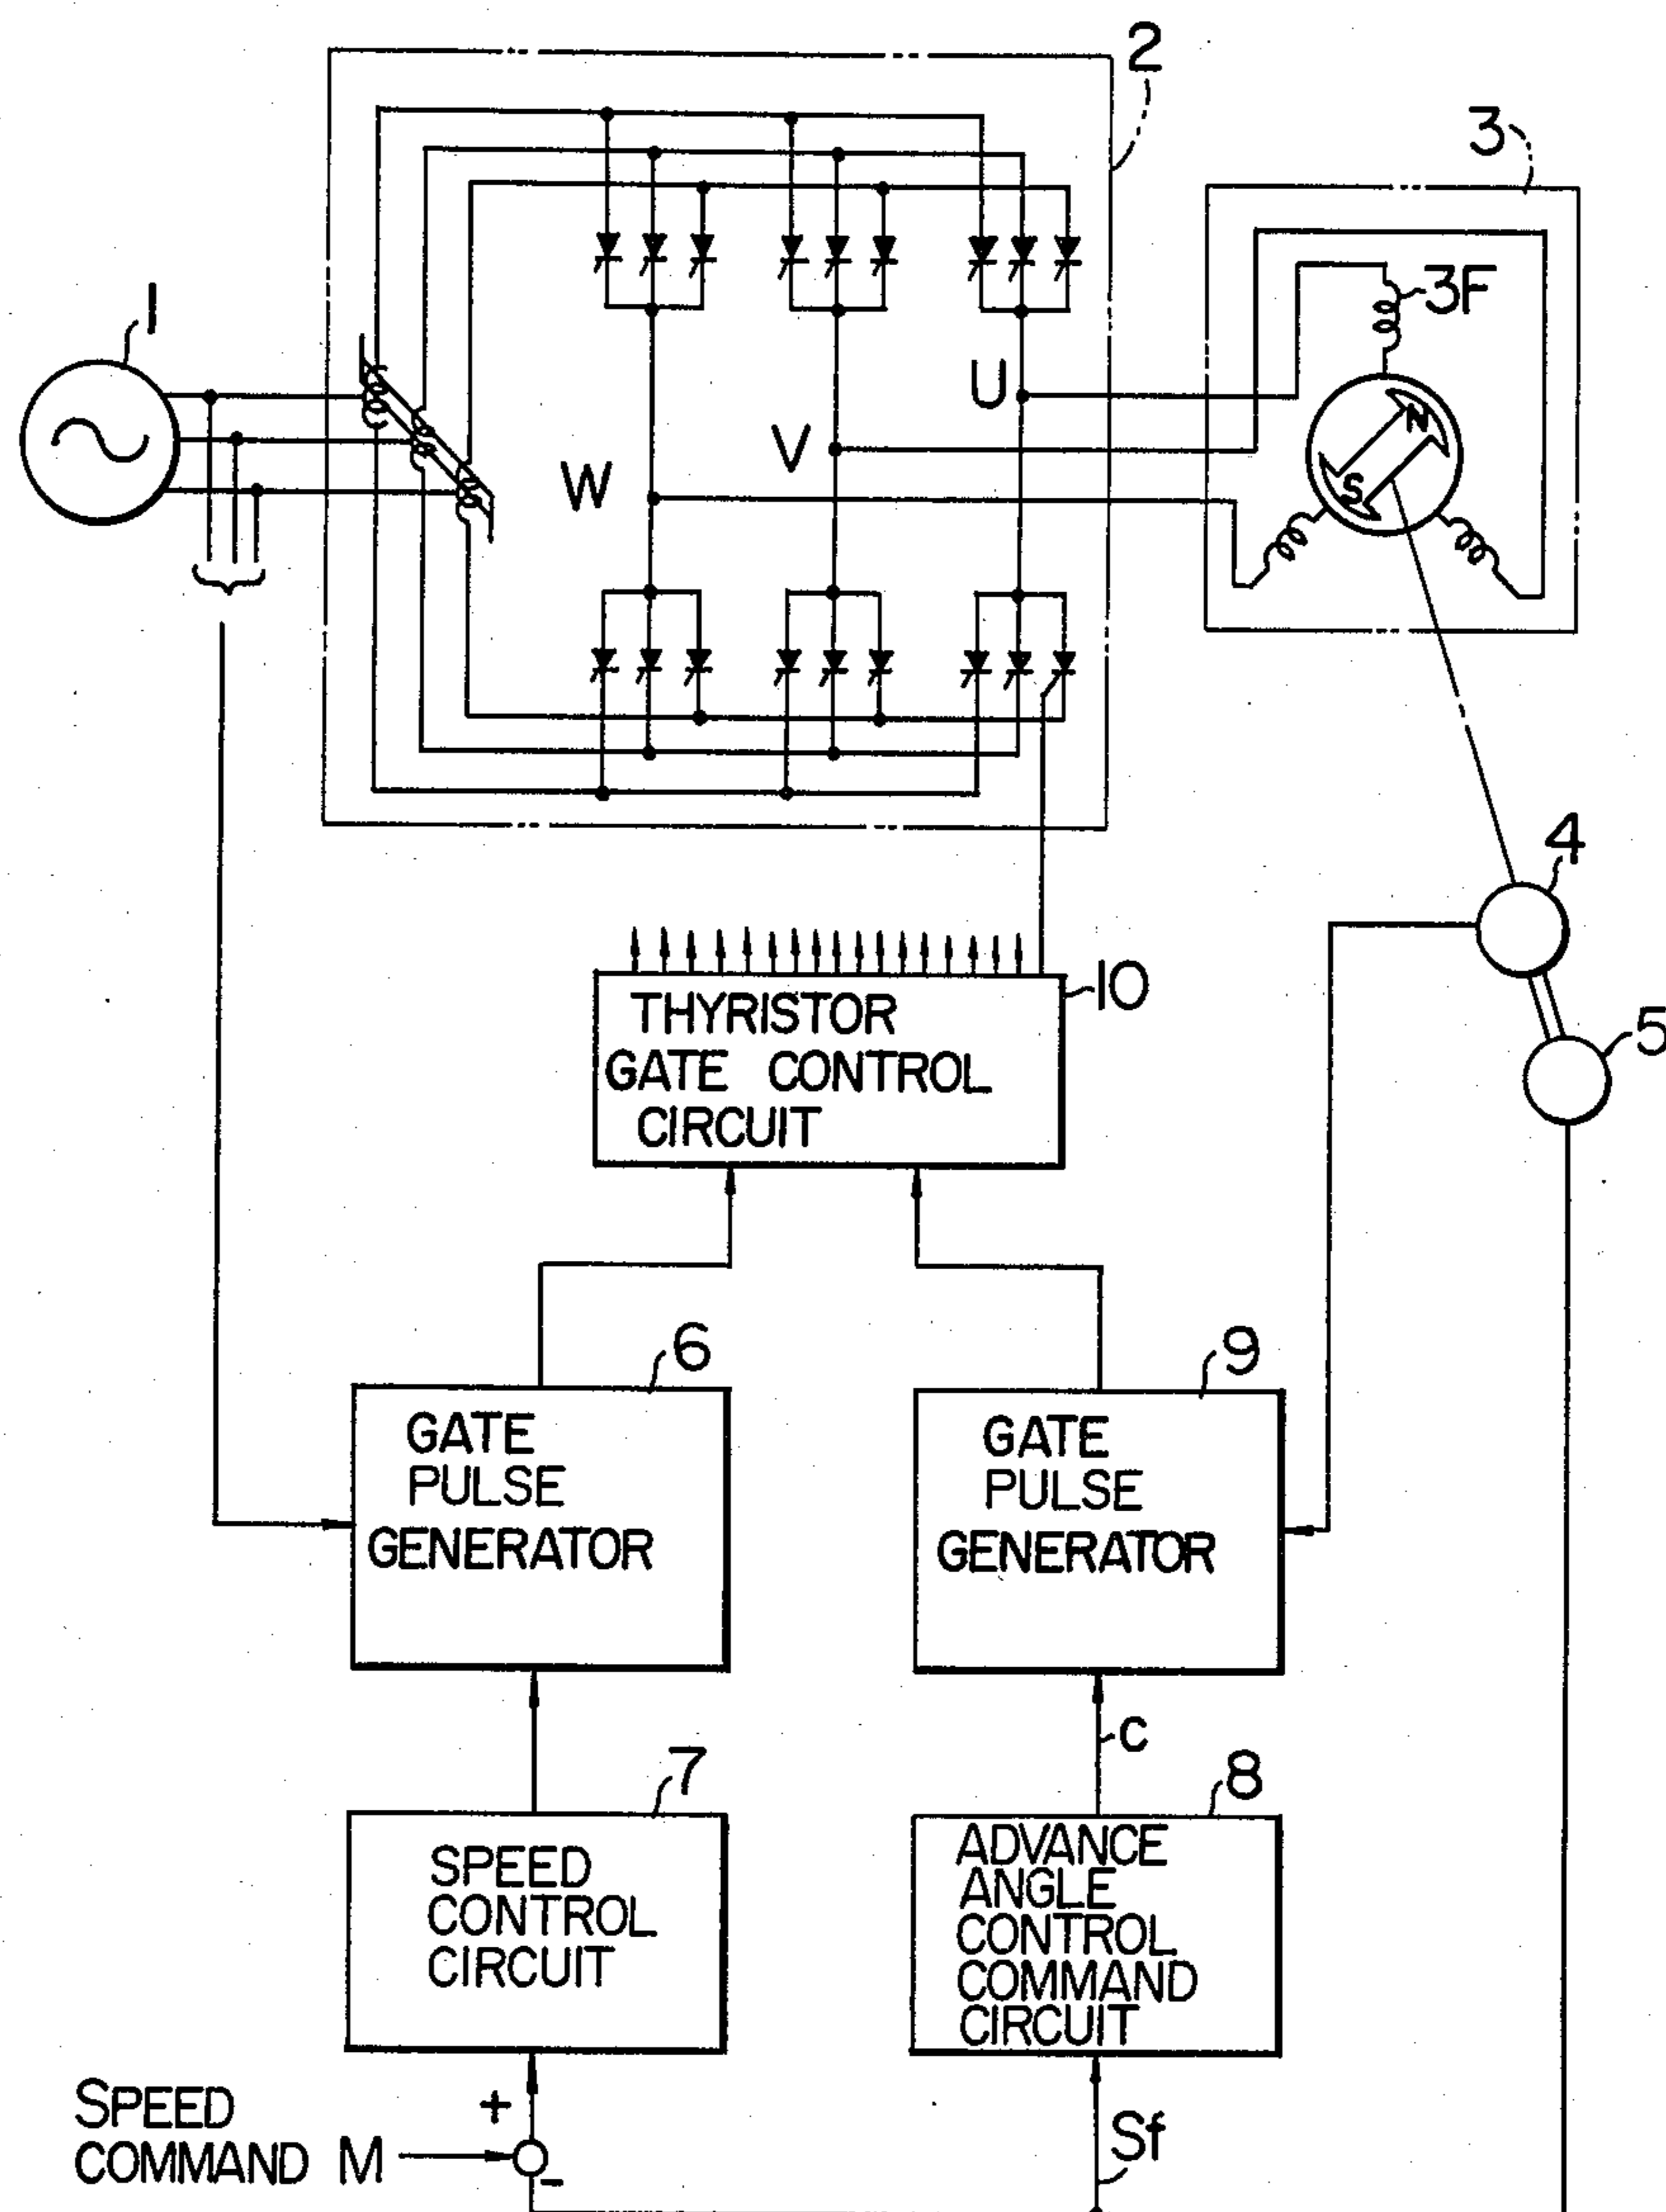 2
3
1
3F
U
V
W
N
S
4
5
10
THYRISTOR
GATE CONTROL
CIRCUIT
6
GATE
PULSE
GENERATOR
9
GATE
PULSE
GENERATOR
C
7
SPEED
CONTROL
CIRCUIT
8
ADVANCE
ANGLE
CONTROL
COMMAND
CIRCUIT
SPEED
COMMAND M
+
-
Sf